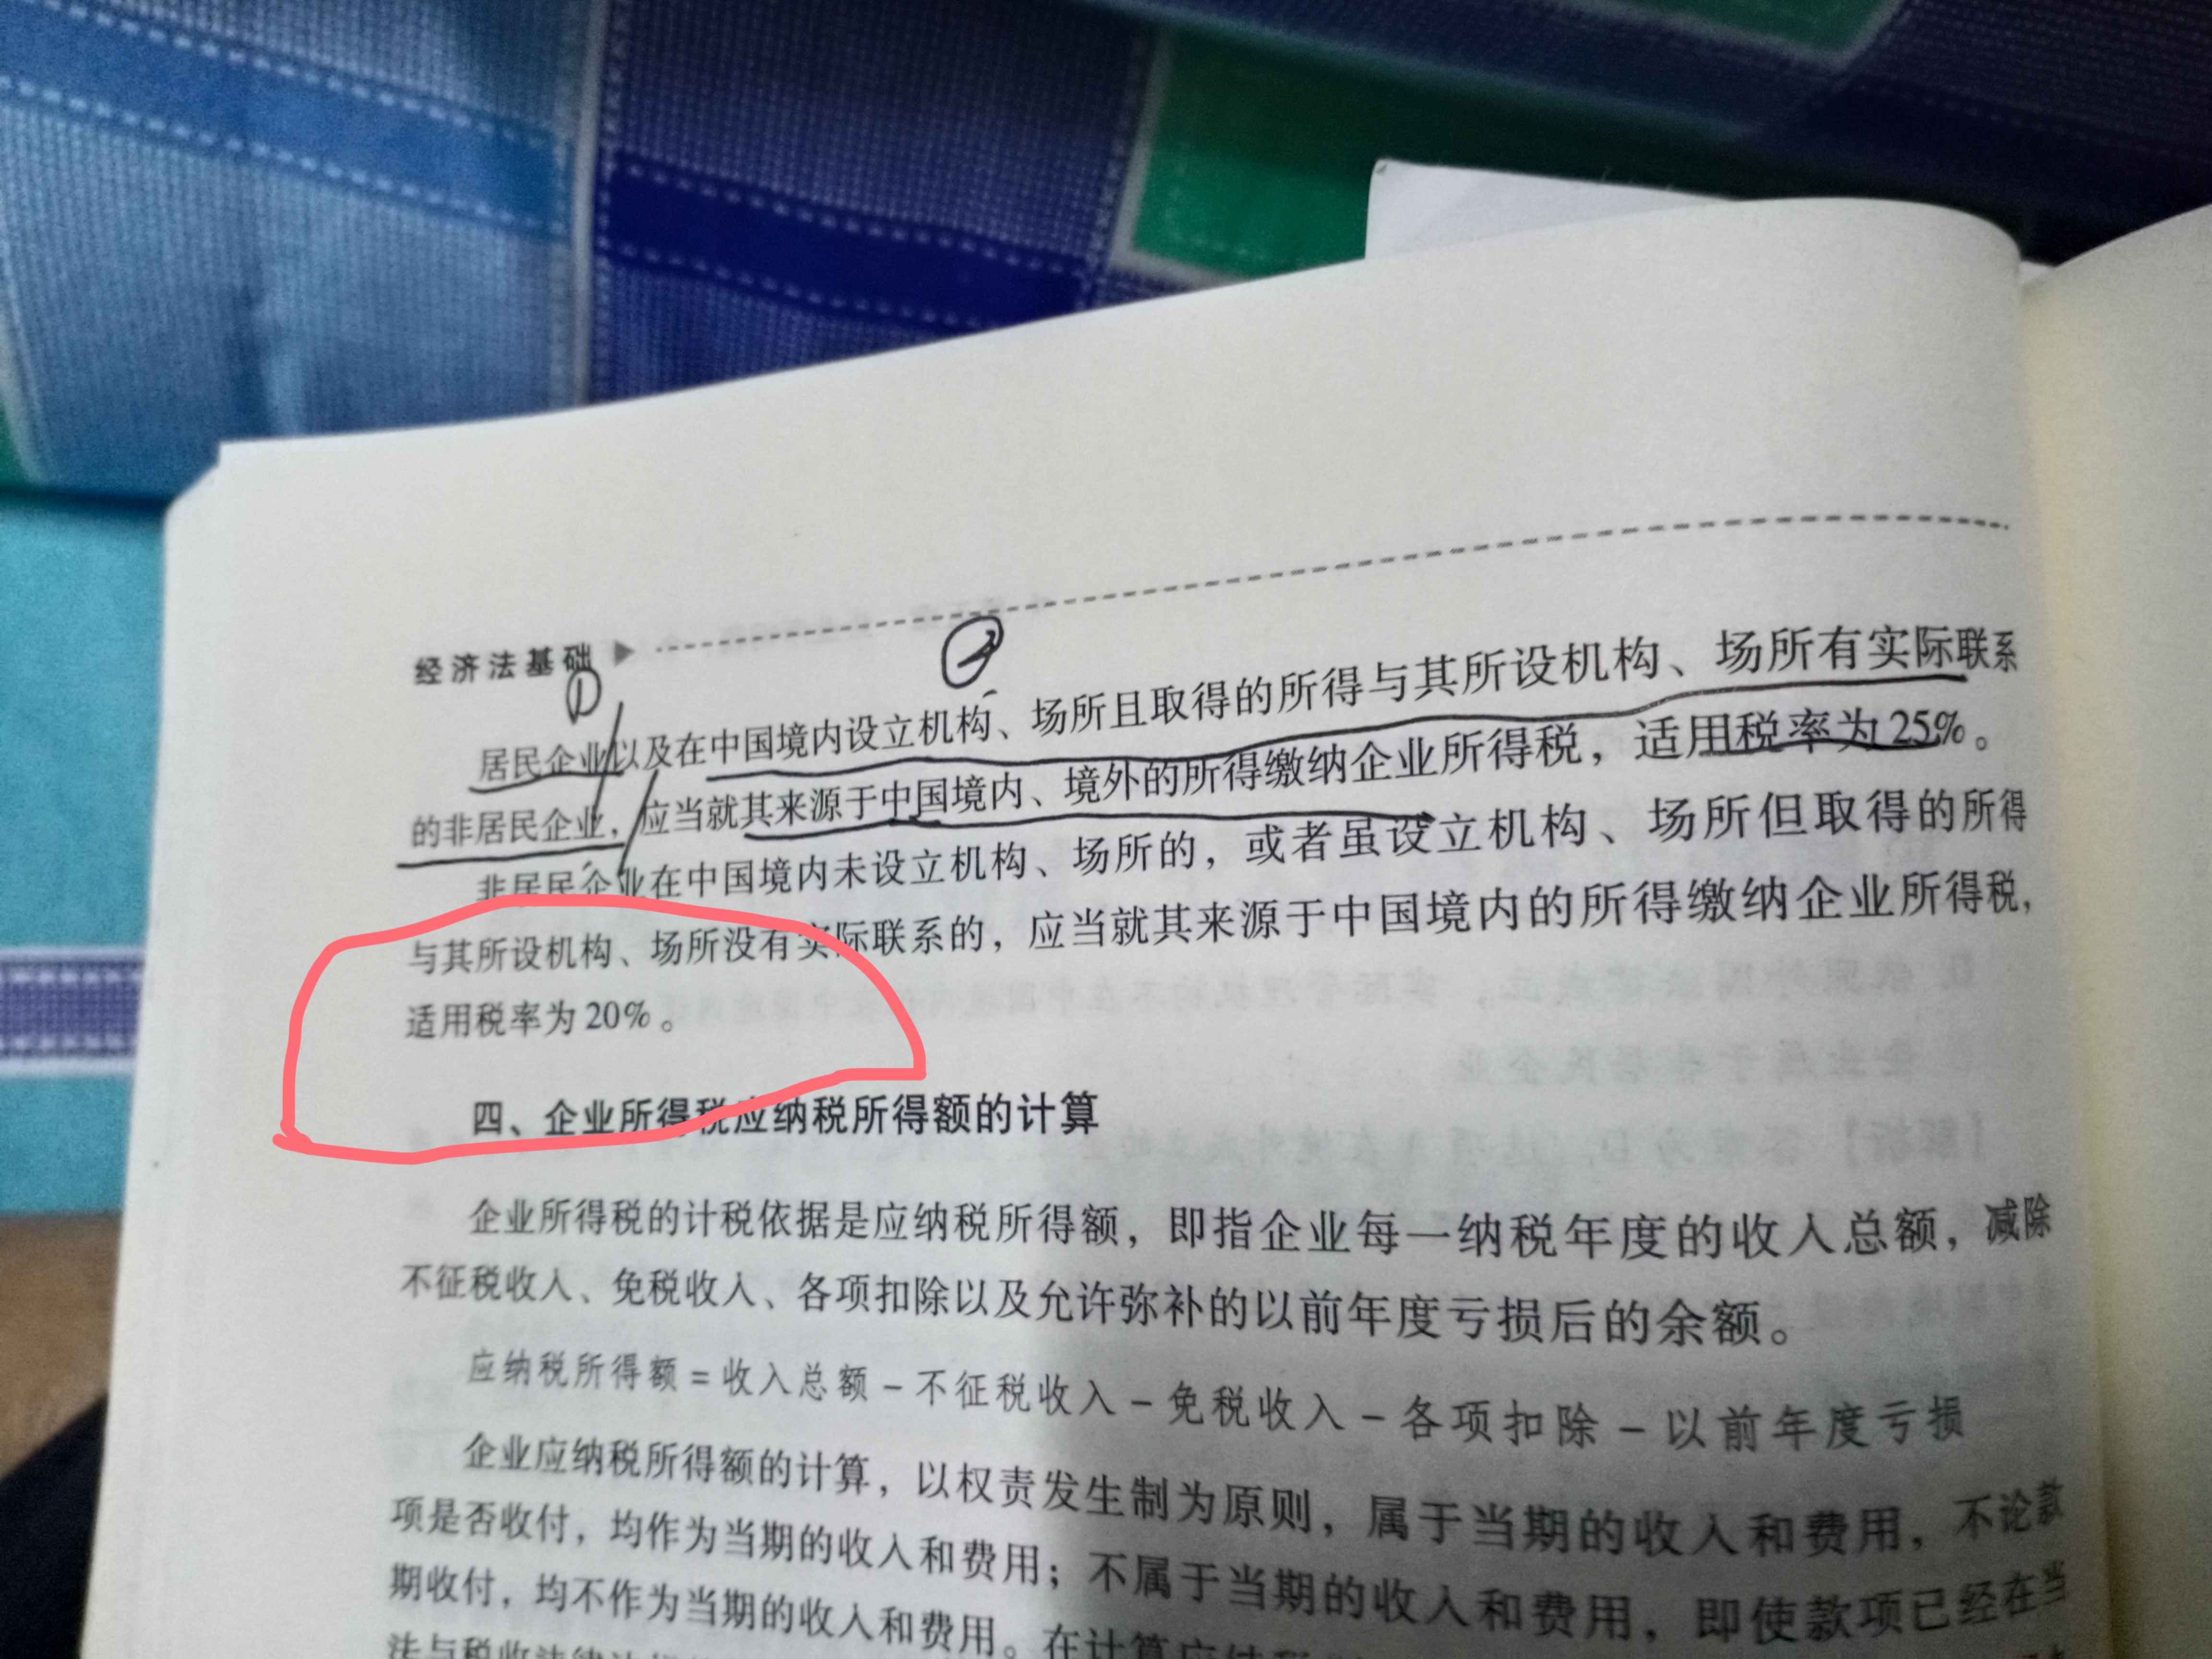 经济法基础
①
②
居民企业以及在中国境内设立机构、场所且取得的所得与其所设机构、场所有实际联系
的非居民企业，应当就其来源于中国境内、境外的所得缴纳企业所得税，适用税率为25%。
非居民企业在中国境内未设立机构、场所的，或者虽设立机构、场所但取得的所得
与其所设机构、场所没有实际联系的，应当就其来源于中国境内的所得缴纳企业所得税，
适用税率为20%。
四、企业所得税应纳税所得额的计算
企业所得税的计税依据是应纳税所得额，即指企业每一纳税年度的收入总额，减除
不征税收入、免税收入、各项扣除以及允许弥补的以前年度亏损后的余额。
应纳税所得额=收入总额-不征税收入-免税收入-各项扣除-以前年度亏损
企业应纳税所得额的计算，以权责发生制为原则，属于当期的收入和费用，不论款
项是否收付，均作为当期的收入和费用；不属于当期的收入和费用，即使款项已经在当
期收付，均不作为当期的收入和费用。在计算应纳税